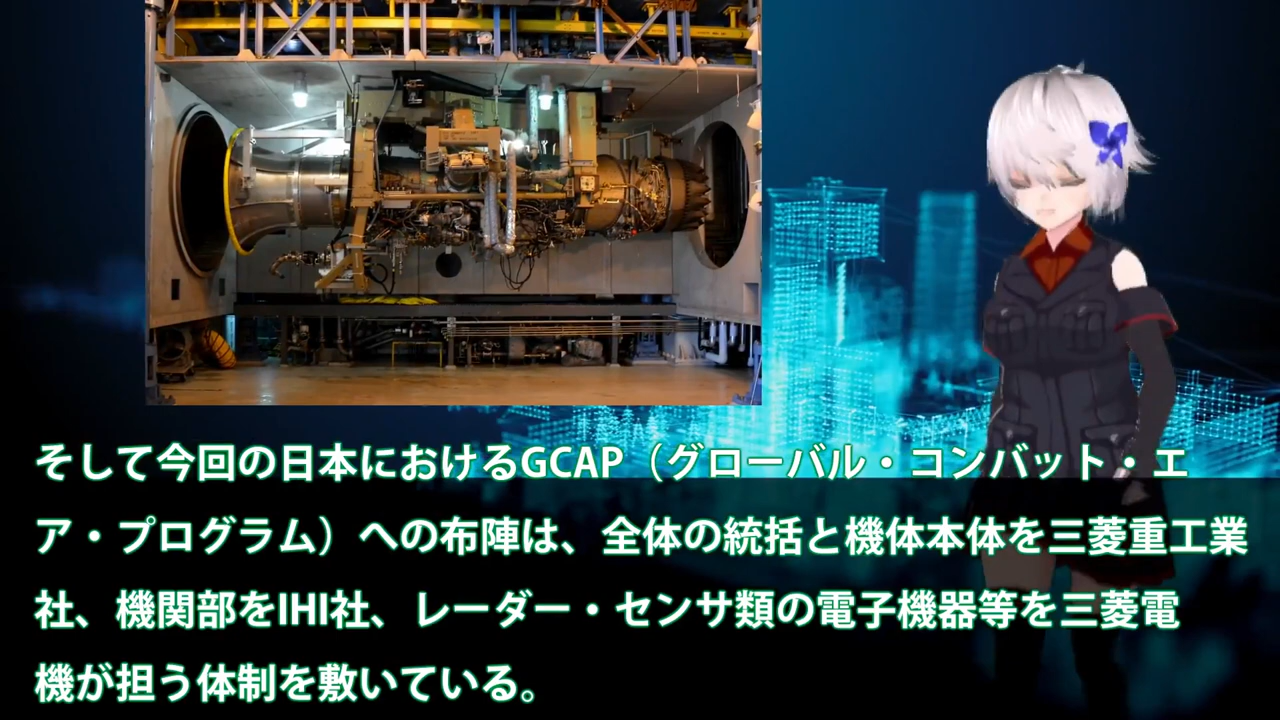 そして今回の日本におけるGCAP（グローバル・コンバット・エ
ア・プログラム）への布陣は、全体の統括と機体本体を三菱重工業
社、機関部をIHI社、レーダー・センサ類の電子機器等を三菱電
機が担う体制を敷いている。